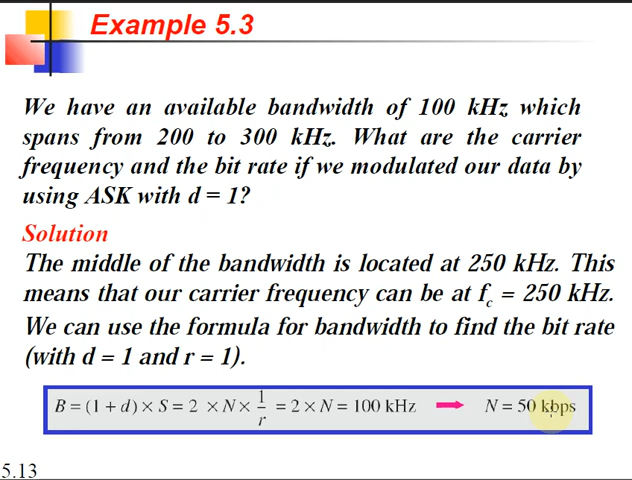 Example 5.3
We have an available bandwidth of 100 kHz which
spans from 200 to 300 kHz. What are the carrier
frequency and the bit rate if we modulated our data by
using ASK with d = 1?
Solution
The middle of the bandwidth is located at 250 kHz. This
means that our carrier frequency can be at fc = 250 kHz.
We can use the formula for bandwidth to find the bit rate
(with d = 1 and r = 1).
B = (1 + d) × S = 2 × N × 1/r = 2 × N = 100 kHz ➡ N = 50 kbps
5.13